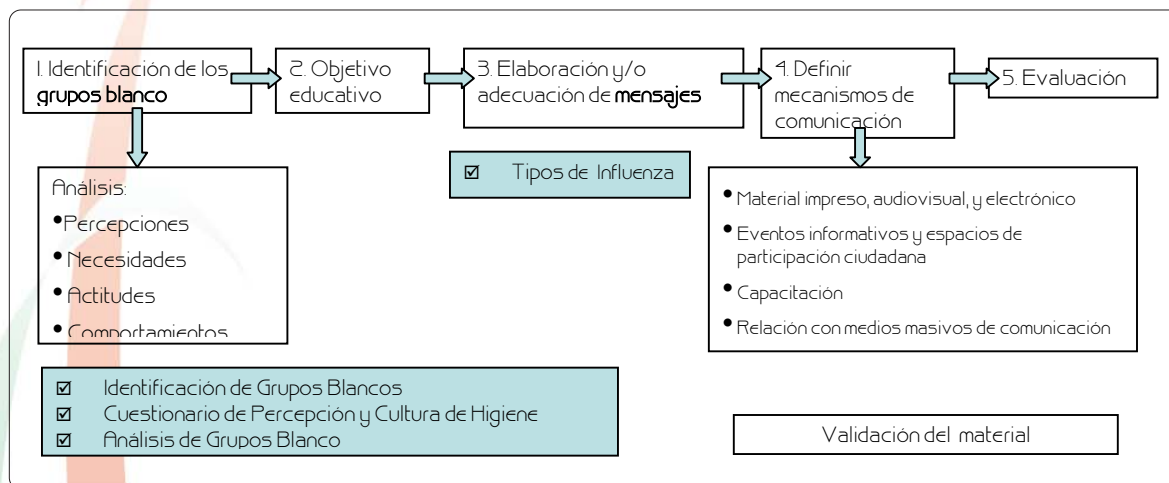 1. Identificación de los
grupos blanco
2. Objetivo
educativo
3. Elaboración y/o
adecuación de mensajes
4. Definir
mecanismos de
comunicación
5. Evaluación
Análisis:
•Percepciones
•Necesidades
•Actitudes
•Comportamientos
☑ Tipos de Influenza
•Material impreso, audiovisual, y electrónico
•Eventos informativos y espacios de
participación ciudadana
•Capacitación
•Relación con medios masivos de comunicación
☑ Identificación de Grupos Blancos
☑ Cuestionario de Percepción y Cultura de Higiene
☑ Análisis de Grupos Blanco
Validación del material